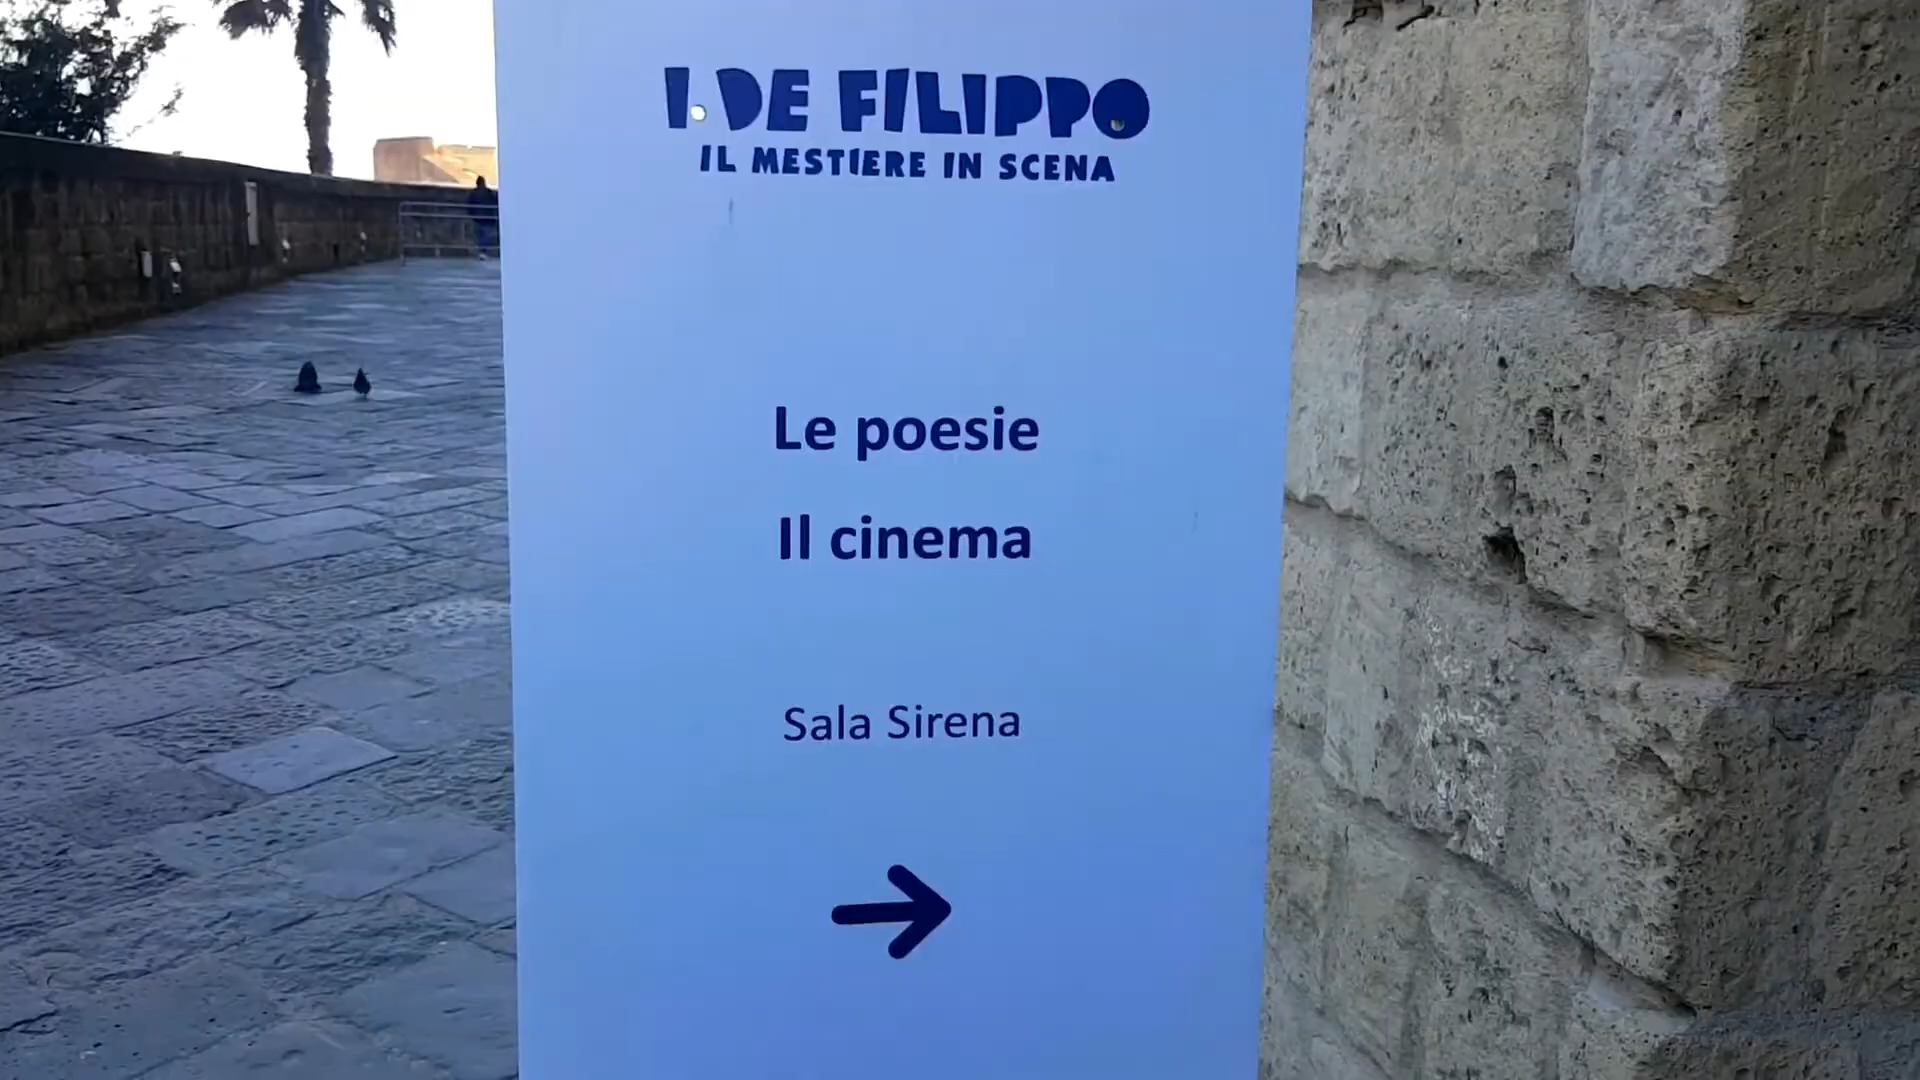 I DE FILIPPO
IL MESTIERE IN SCENA
Le poesie
Il cinema
Sala Sirena